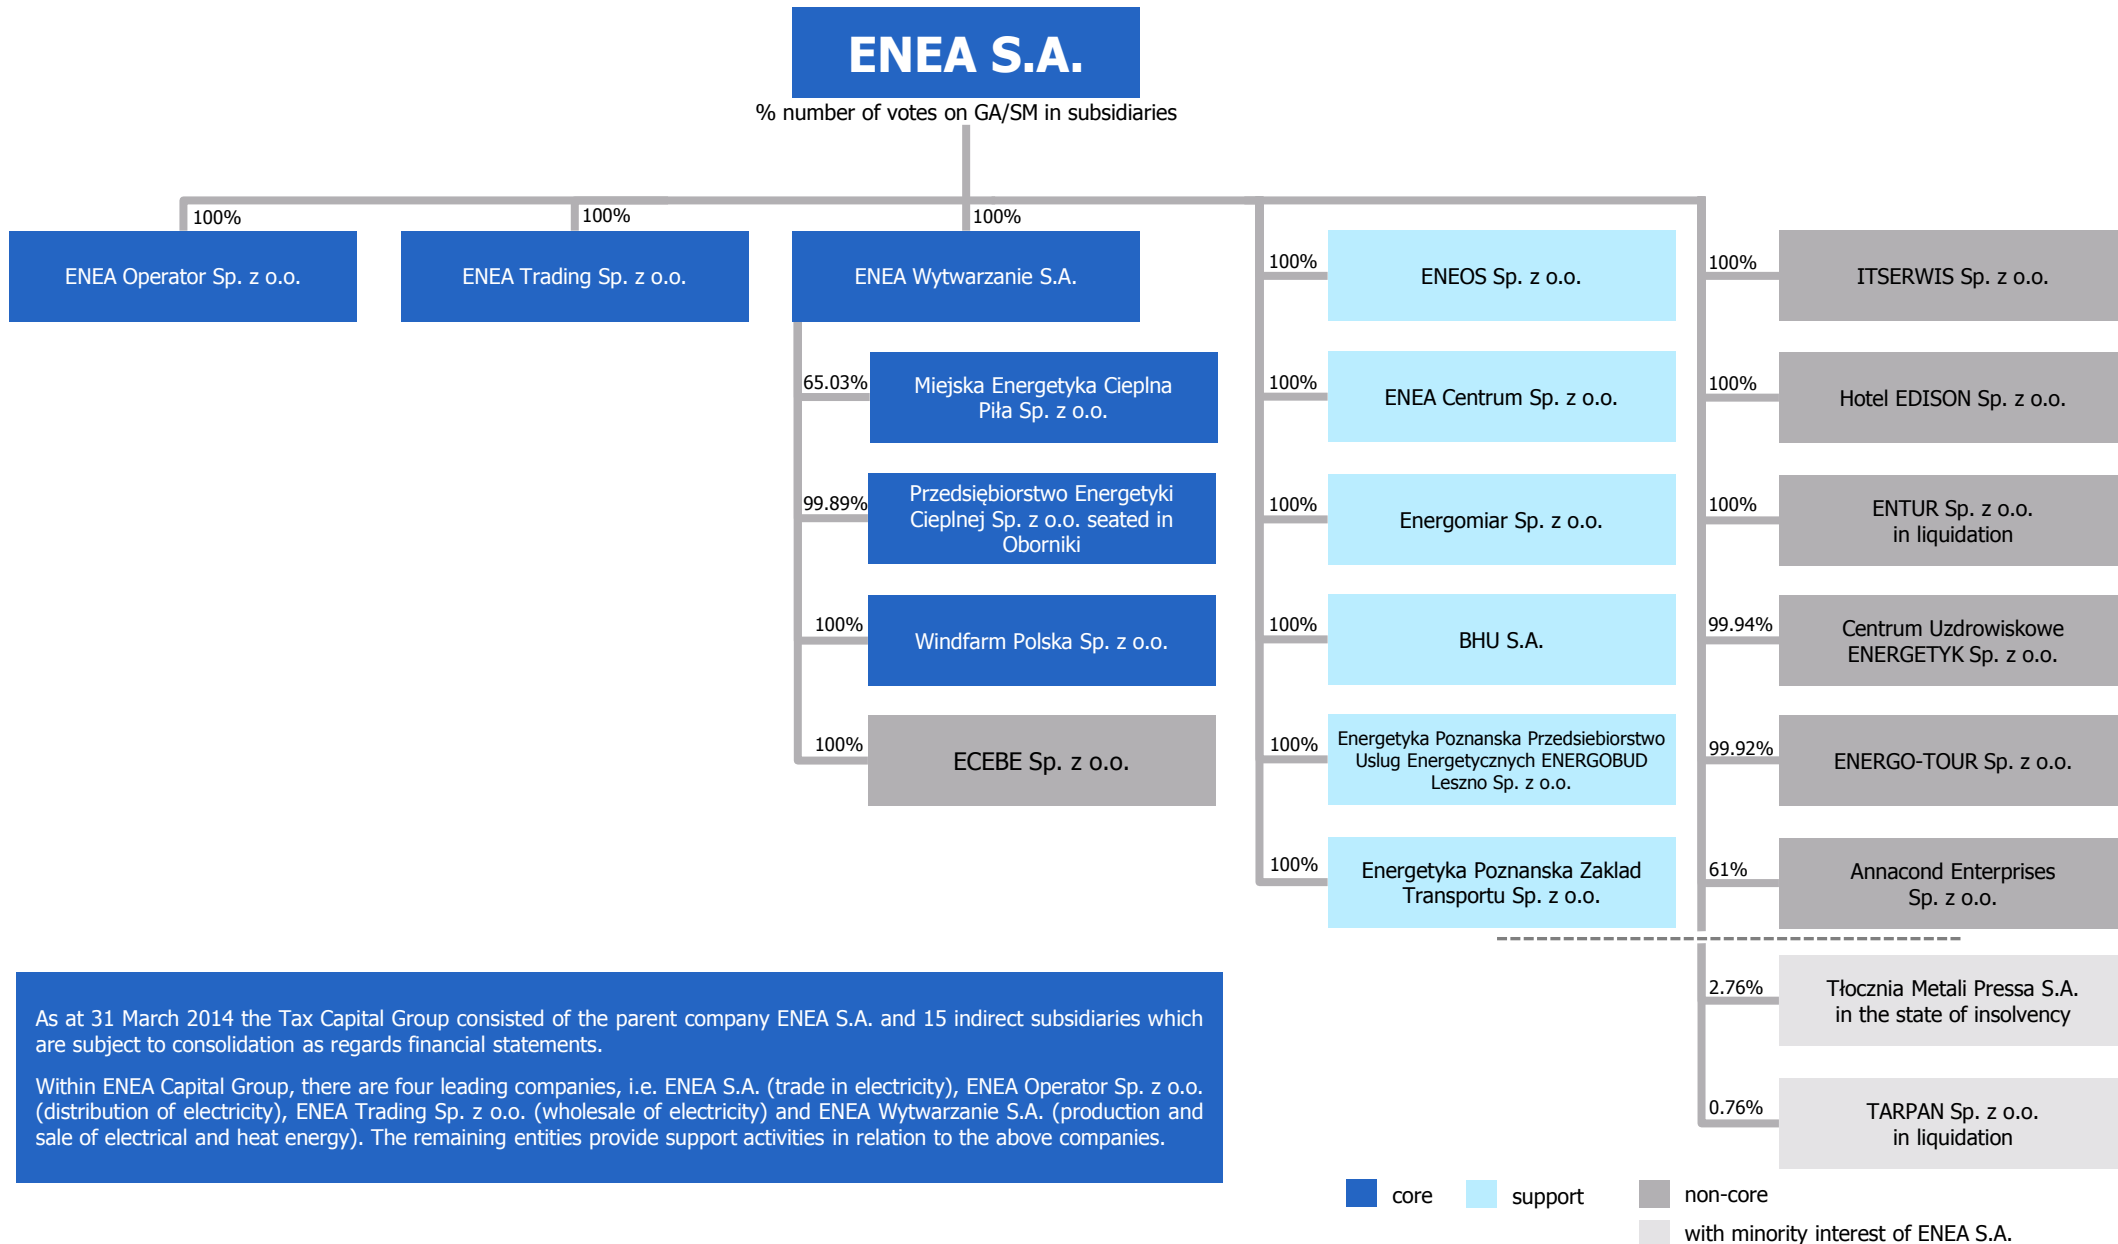 ENEA S.A.
% number of votes on GA/SM in subsidiaries
100%
100%
100%
ENEA Operator Sp. z o.o.
ENEA Trading Sp. z o.o.
ENEA Wytwarzanie S.A.
65.03%
Miejska Energetyka Cieplna
Piła Sp. z o.o.
99.89%
Przedsiębiorstwo Energetyki
Cieplnej Sp. z o.o. seated in
Oborniki
100%
Windfarm Polska Sp. z o.o.
100%
ECEBE Sp. z o.o.
100%
ENEOS Sp. z o.o.
100%
ENEA Centrum Sp. z o.o.
100%
Energomiar Sp. z o.o.
100%
BHU S.A.
100%
Energetyka Poznanska Przedsiebiorstwo
Uslug Energetycznych ENERGOBUD
Leszno Sp. z o.o.
100%
Energetyka Poznanska Zaklad
Transportu Sp. z o.o.
100%
ITSERWIS Sp. z o.o.
100%
Hotel EDISON Sp. z o.o.
100%
ENTUR Sp. z o.o.
in liquidation
99.94%
Centrum Uzdrowiskowe
ENERGETYK Sp. z o.o.
99.92%
ENERGO-TOUR Sp. z o.o.
61%
Annacond Enterprises
Sp. z o.o.
2.76%
Tłocznia Metali Pressa S.A.
in the state of insolvency
0.76%
TARPAN Sp. z o.o.
in liquidation
As at 31 March 2014 the Tax Capital Group consisted of the parent company ENEA S.A. and 15 indirect subsidiaries which
are subject to consolidation as regards financial statements.
Within ENEA Capital Group, there are four leading companies, i.e. ENEA S.A. (trade in electricity), ENEA Operator Sp. z o.o.
(distribution of electricity), ENEA Trading Sp. z o.o. (wholesale of electricity) and ENEA Wytwarzanie S.A. (production and
sale of electrical and heat energy). The remaining entities provide support activities in relation to the above companies.
core
support
non-core
with minority interest of ENEA S.A.